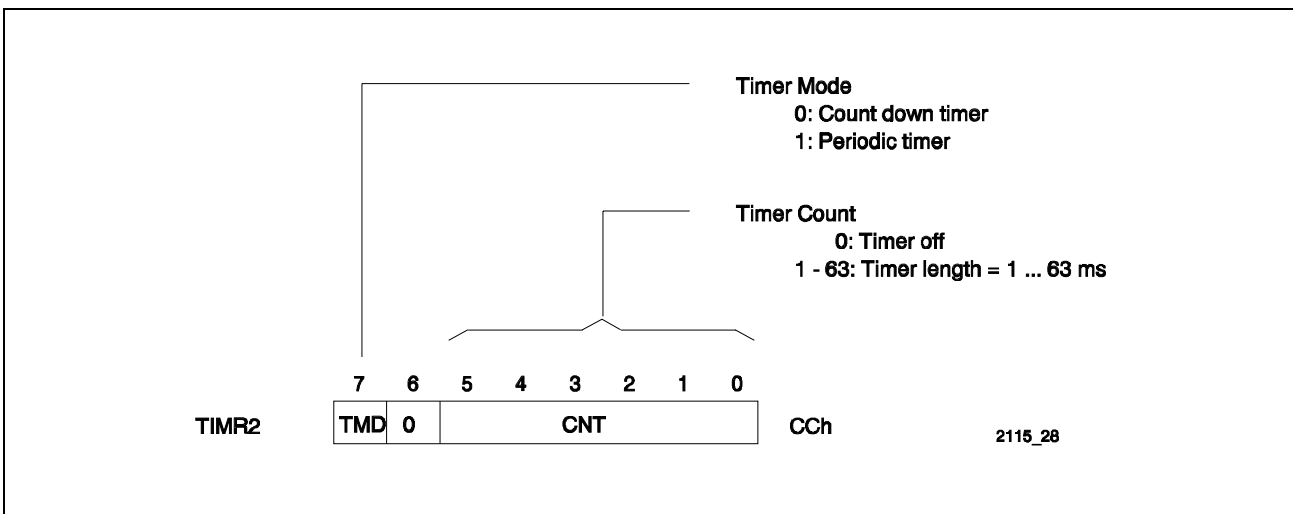 Timer Mode
0: Count down timer
1: Periodic timer
Timer Count
0: Timer off
1 - 63: Timer length = 1 ... 63 ms
7 6 5 4 3 2 1 0
TIMR2 TMD 0 CNT CCh
2115_28